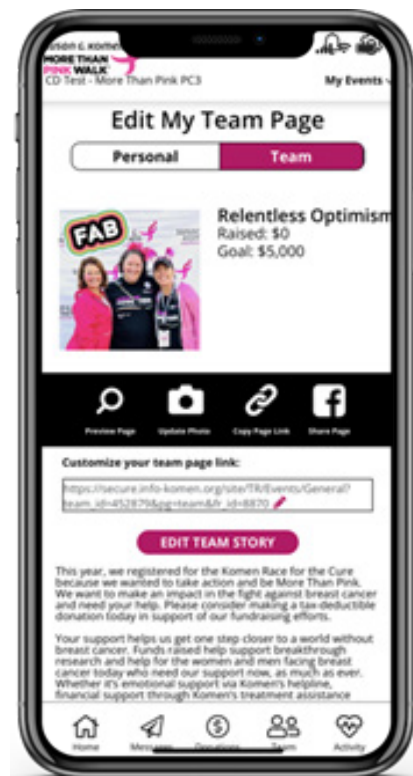 Susan G. Komen
MORE THAN
PINK WALK
CD Test - More Than Pink PC3
My Events
Edit My Team Page
Personal
Team
FAB
Relentless Optimism
Raised: $0
Goal: $5,000
Preview Page
Update Photo
Copy Page Link
Share Page
Customize your team page link:
https://secure.info-komen.org/site/TR/Events/General?
team_id=452879&pg=team&fr_id=8870
EDIT TEAM STORY
This year, we registered for the Komen Race for the Cure
because we wanted to take action and be More Than Pink.
We want to make an impact in the fight against breast cancer
and need your help. Please consider making a tax-deductible
donation today in support of our fundraising efforts.
Your support helps us get one step closer to a world without
breast cancer. Funds raised help support breakthrough
research and help for the women and men facing breast
cancer today who need our support now, as much as ever.
Whether it's emotional support via Komen's helpline,
financial support through Komen's treatment assistance
Home
Messages
Donations
Team
Activity